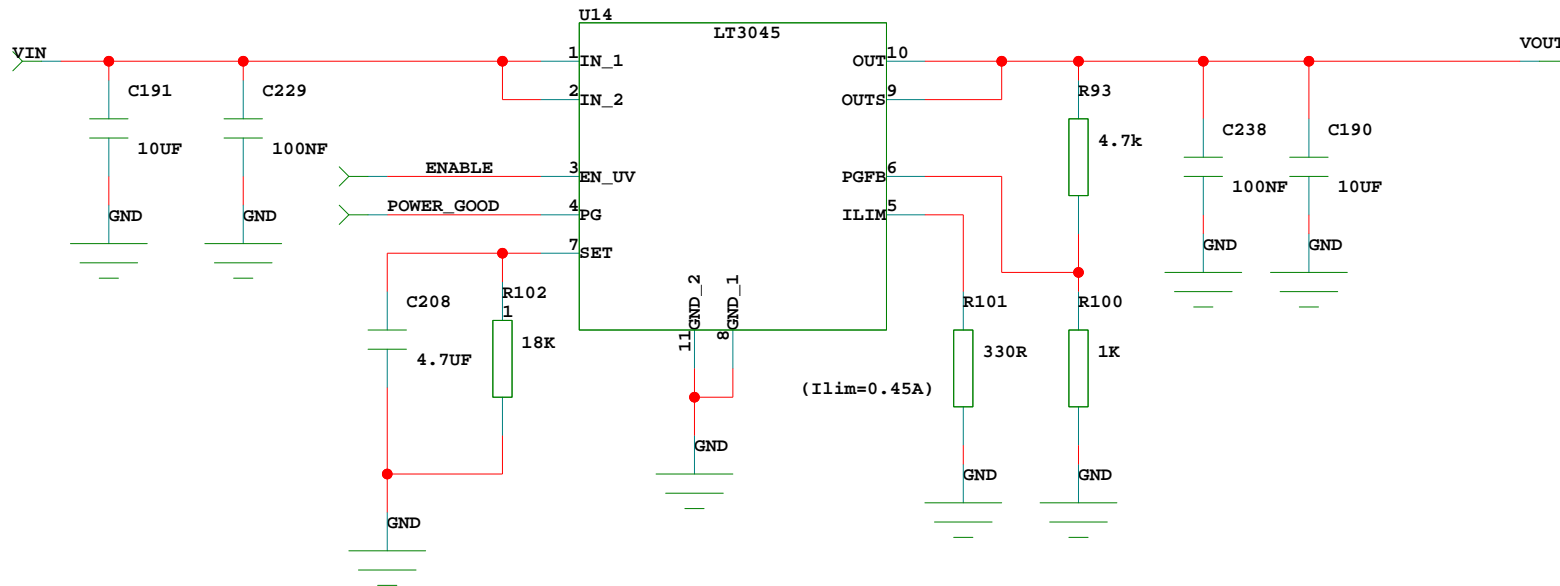 U14
LT3045
VIN
VOUT
1
IN_1
OUT
10
2
IN_2
OUTS
9
C191
10UF
C229
100NF
R93
4.7k
C238
100NF
C190
10UF
ENABLE
3
EN_UV
PGFB
6
POWER_GOOD
4
PG
ILIM
5
GND
GND
GND
GND
7
SET
C208
4.7UF
R102
1
18K
11
GND_2
8
GND_1
R101
330R
R100
1K
(Ilim=0.45A)
GND
GND
GND
GND